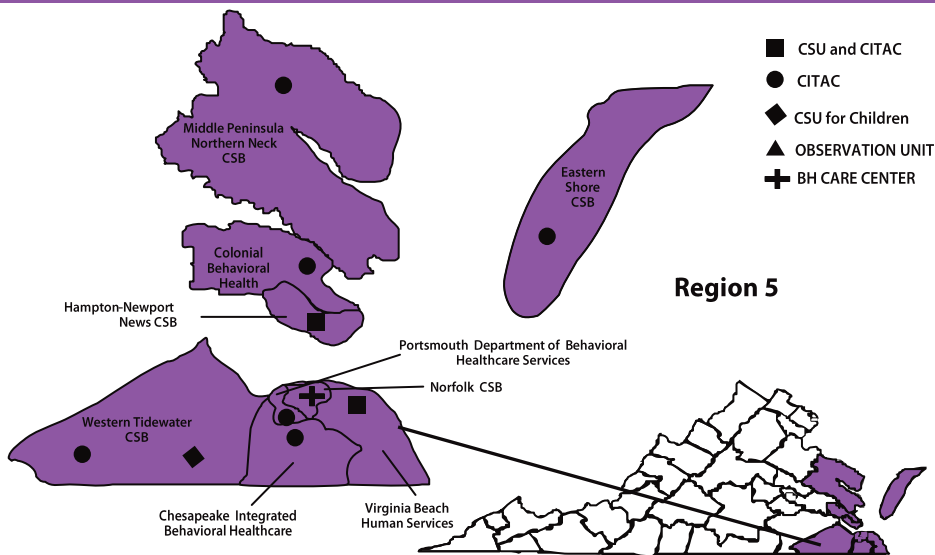 CSU and CITAC
CITAC
CSU for Children
OBSERVATION UNIT
BH CARE CENTER
Middle Peninsula
Northern Neck
CSB
Eastern
Shore
CSB
Colonial
Behavioral
Health
Region 5
Hampton-Newport
News CSB
Portsmouth Department of Behavioral
Healthcare Services
Norfolk CSB
Western Tidewater
CSB
Chesapeake Integrated
Behavioral Healthcare
Virginia Beach
Human Services